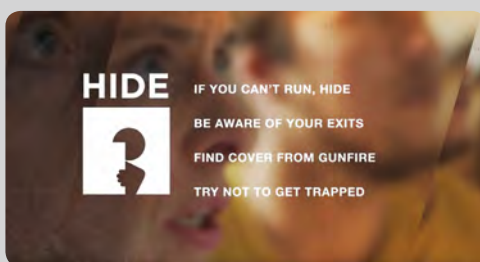 HIDE
IF YOU CAN'T RUN, HIDE
BE AWARE OF YOUR EXITS
FIND COVER FROM GUNFIRE
TRY NOT TO GET TRAPPED